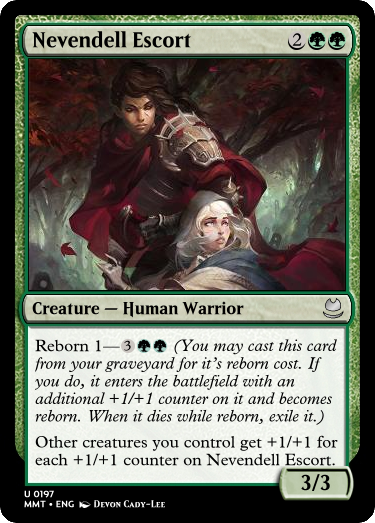 Nevendell Escort 2
Creature — Human Warrior
Reborn 1—3 (You may cast this card
from your graveyard for it's reborn cost. If
you do, it enters the battlefield with an
additional +1/+1 counter on it and becomes
reborn. When it dies while reborn, exile it.)
Other creatures you control get +1/+1 for
each +1/+1 counter on Nevendell Escort.
3/3
U 0197
MMT • ENG Devon Cady-Lee